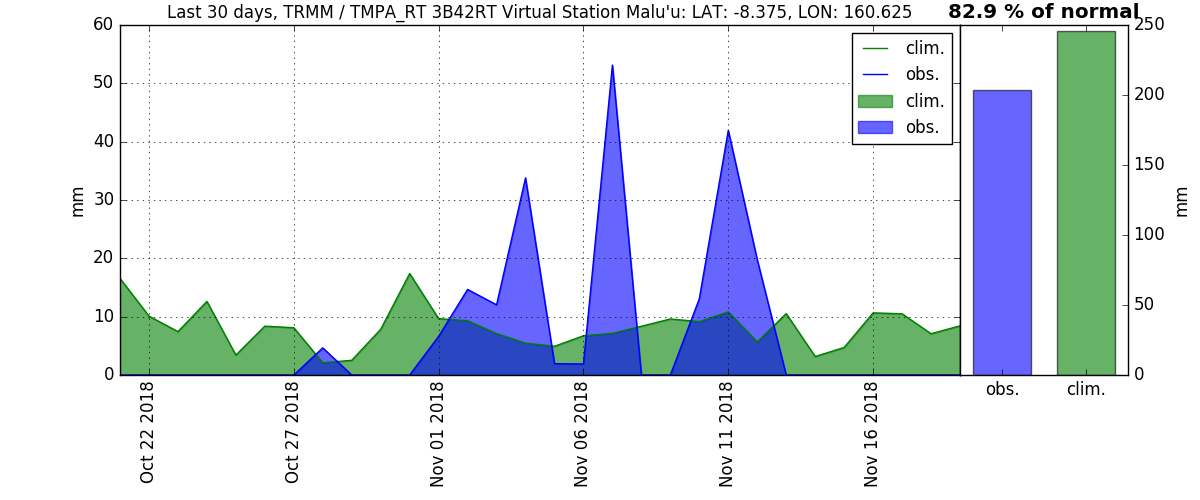 Last 30 days, TRMM / TMPA_RT 3B42RT Virtual Station Malu'u: LAT: -8.375, LON: 160.625
82.9 % of normal
60
50
40
30
20
10
0
mm
clim.
obs.
clim.
obs.
Oct 22 2018
Oct 27 2018
Nov 01 2018
Nov 06 2018
Nov 11 2018
Nov 16 2018
250
200
150
100
50
0
mm
obs.
clim.